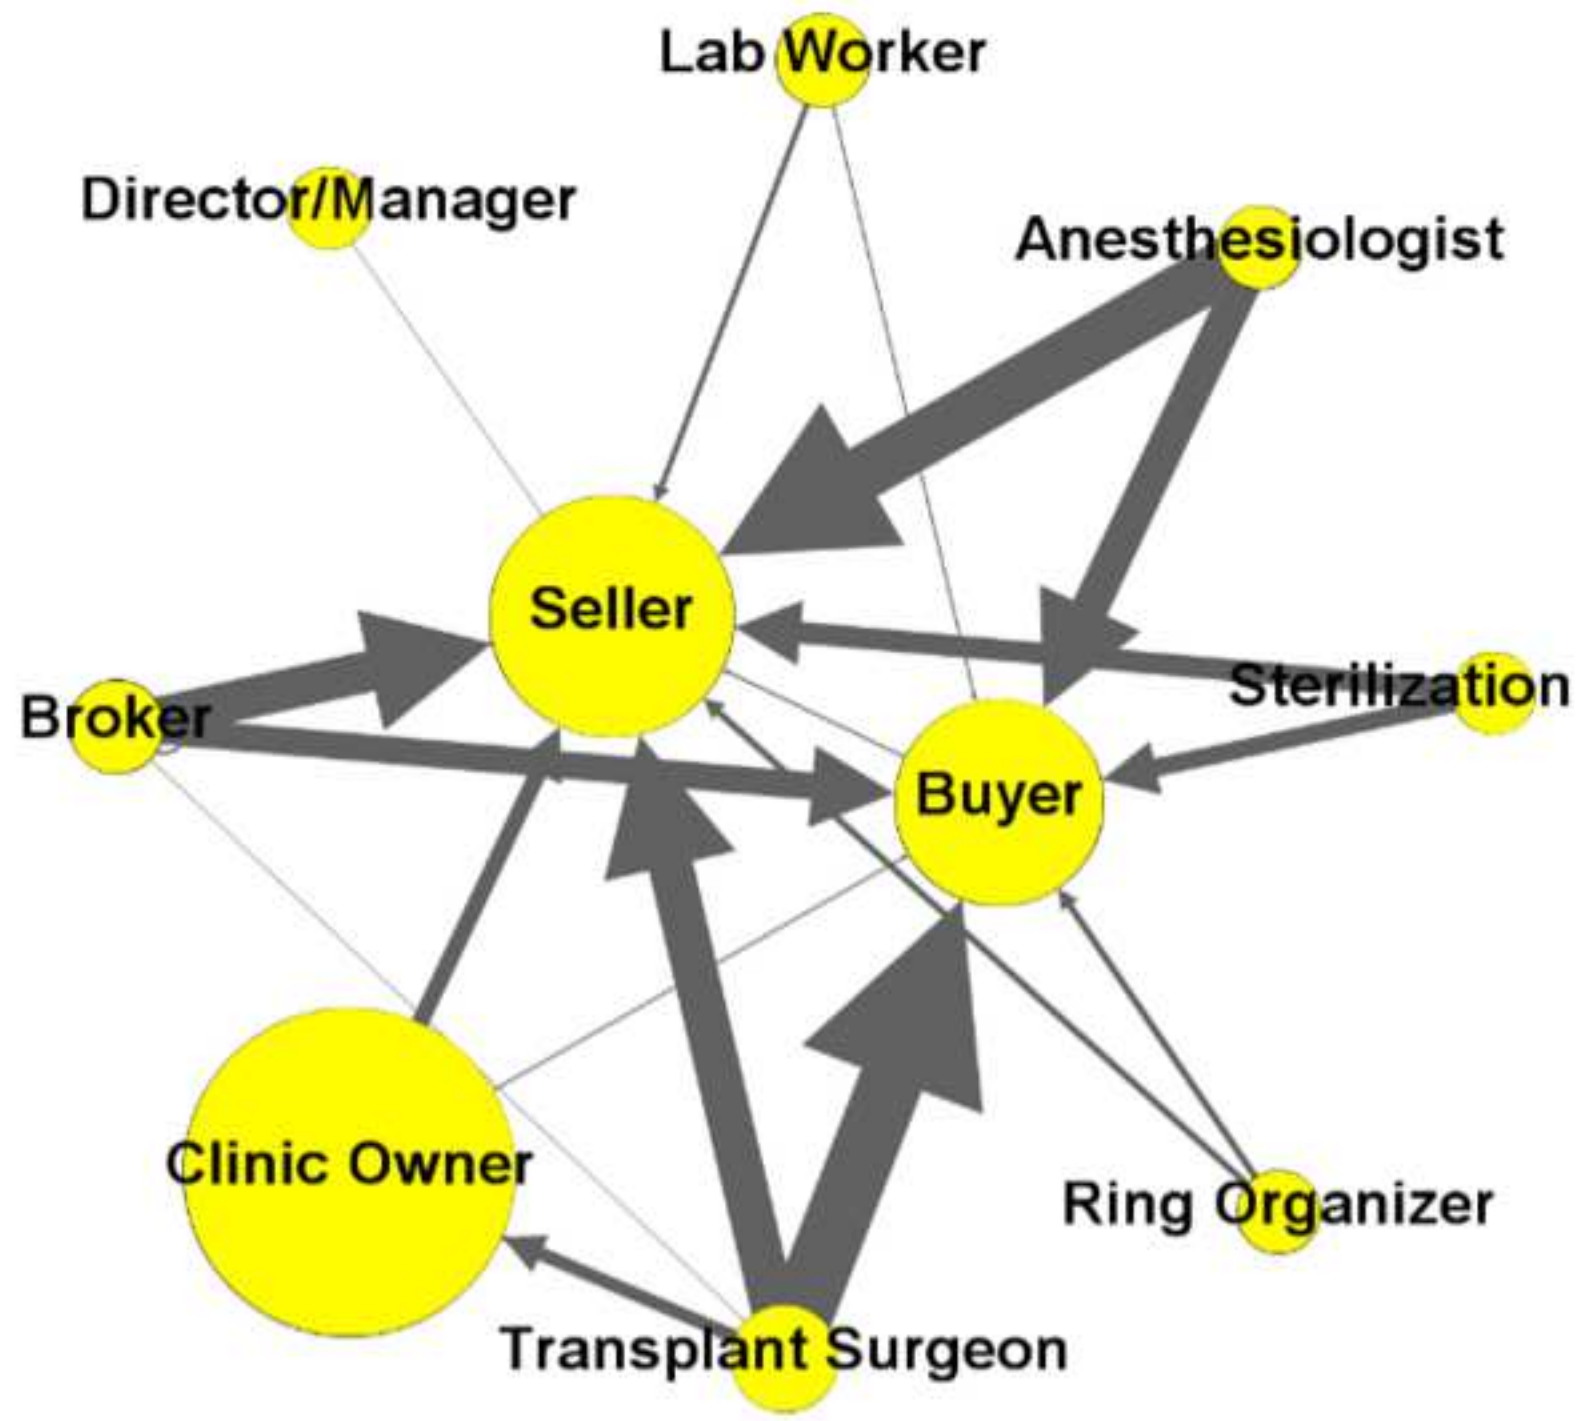 Lab Worker
Director/Manager
Anesthesiologist
Seller
Sterilization
Broker
Buyer
Clinic Owner
Ring Organizer
Transplant Surgeon